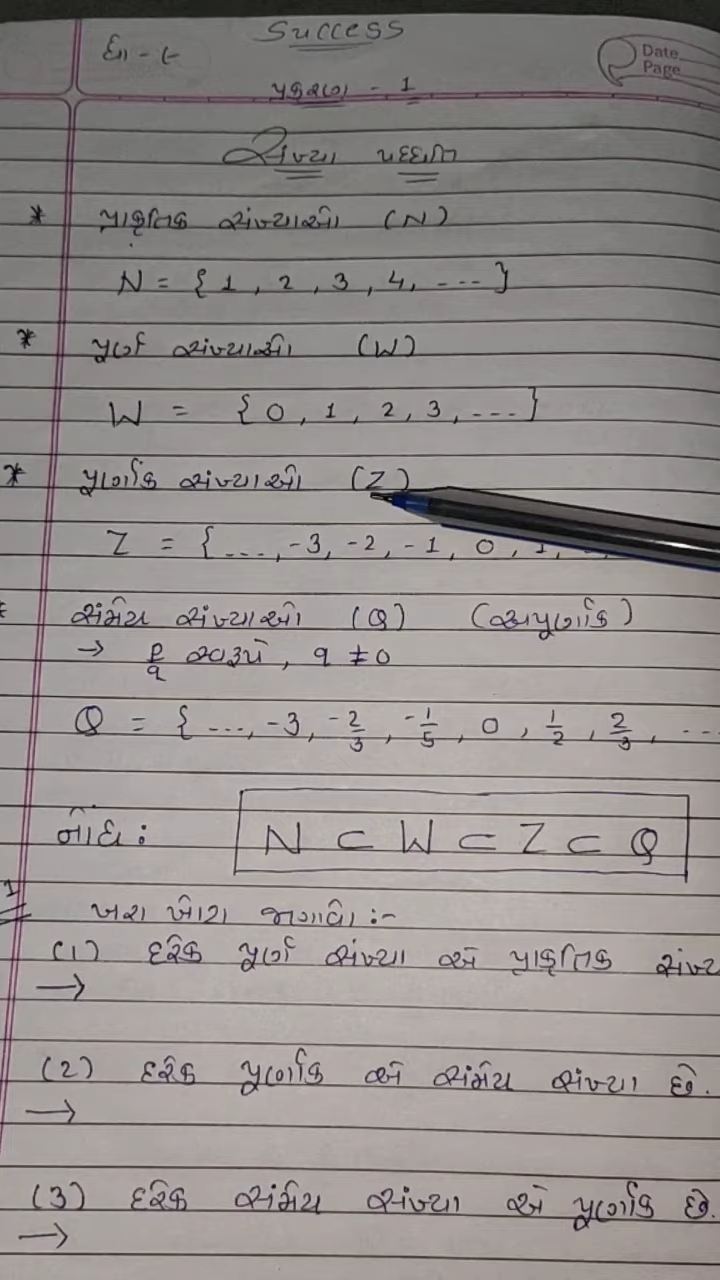 Success
ધો - ૯
Date
Page
પ્રકરણ - 1
સંખ્યા પદ્ધતિ
* પ્રાકૃતિક સંખ્યાઓ (N)
N = { 1 , 2 , 3 , 4, ---}
* પૂર્ણ સંખ્યાઓ (W)
W = { 0 , 1 , 2 , 3 , ---}
* પૂર્ણાંક સંખ્યાઓ (Z)
Z = { ---, -3, -2, -1, 0, 1,
* સંમેય સંખ્યાઓ (Q) (અપૂર્ણાંક)
→ p/q સ્વરૂપે, q ≠ 0
Q = { ---, -3, -2/3, -1/5, 0, 1/2, 2/3, ---
નોંધ : N ⊂ W ⊂ Z ⊂ Q
1 ખરા ખોટા જણાવો :-
(1) દરેક પૂર્ણ સંખ્યા એ પ્રાકૃતિક
→
(2) દરેક પૂર્ણાંક એ સંમેય સંખ્યા છે.
→
(3) દરેક સંમેય સંખ્યા એ પૂર્ણાંક છે.
→